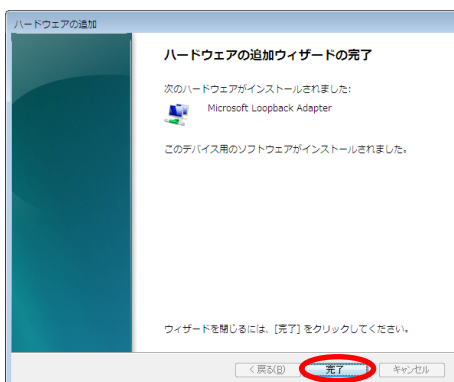 ハードウェアの追加
ハードウェアの追加ウィザードの完了
次のハードウェアがインストールされました:
Microsoft Loopback Adapter
このデバイス用のソフトウェアがインストールされました。
ウィザードを閉じるには、[完了] をクリックしてください。
< 戻る(B) 完了 キャンセル